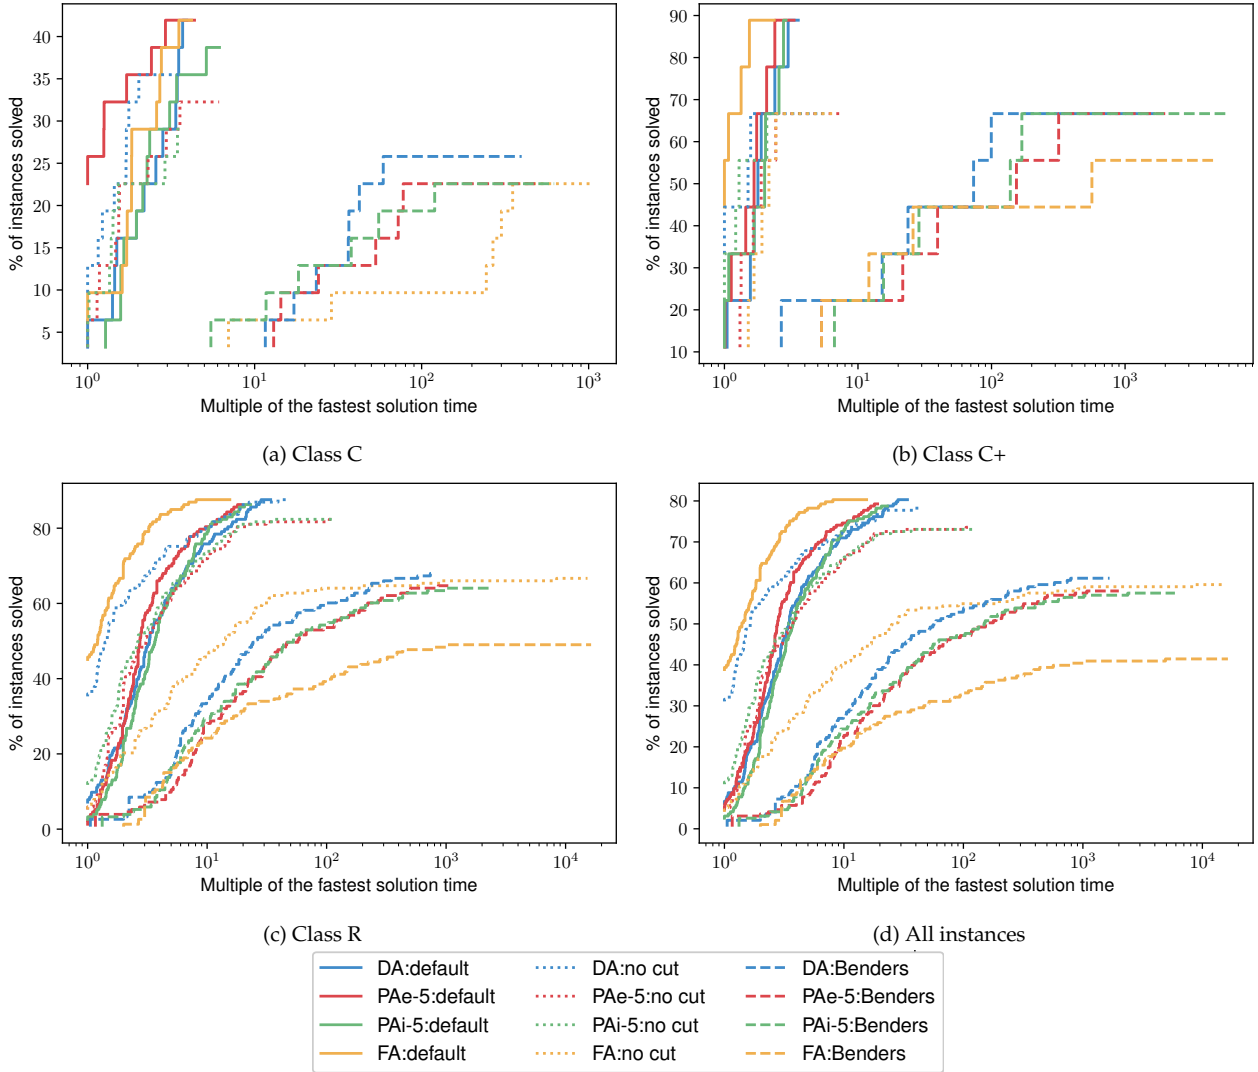 40
35
30
25
20
15
10
5
% of instances solved
10^0
10^1
10^2
10^3
Multiple of the fastest solution time
(a) Class C
90
80
70
60
50
40
30
20
10
% of instances solved
10^0
10^1
10^2
10^3
Multiple of the fastest solution time
(b) Class C+
80
60
40
20
0
% of instances solved
10^0
10^1
10^2
10^3
10^4
Multiple of the fastest solution time
(c) Class R
80
70
60
50
40
30
20
10
0
% of instances solved
10^0
10^1
10^2
10^3
10^4
Multiple of the fastest solution time
(d) All instances
DA:default
PAe-5:default
PAi-5:default
FA:default
DA:no cut
PAe-5:no cut
PAi-5:no cut
FA:no cut
DA:Benders
PAe-5:Benders
PAi-5:Benders
FA:Benders